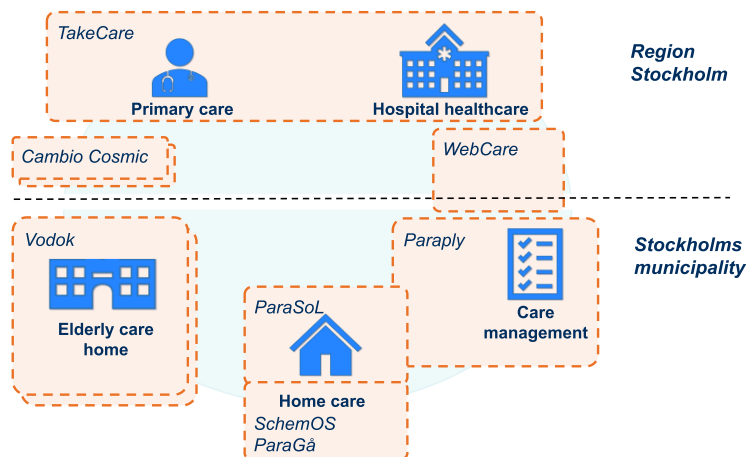 TakeCare
Primary care
Hospital healthcare
Region
Stockholm
Cambio Cosmic
WebCare
Vodok
Elderly care
home
Paraply
Care
management
Stockholms
municipality
ParaSoL
Home care
SchemOS
ParaGå